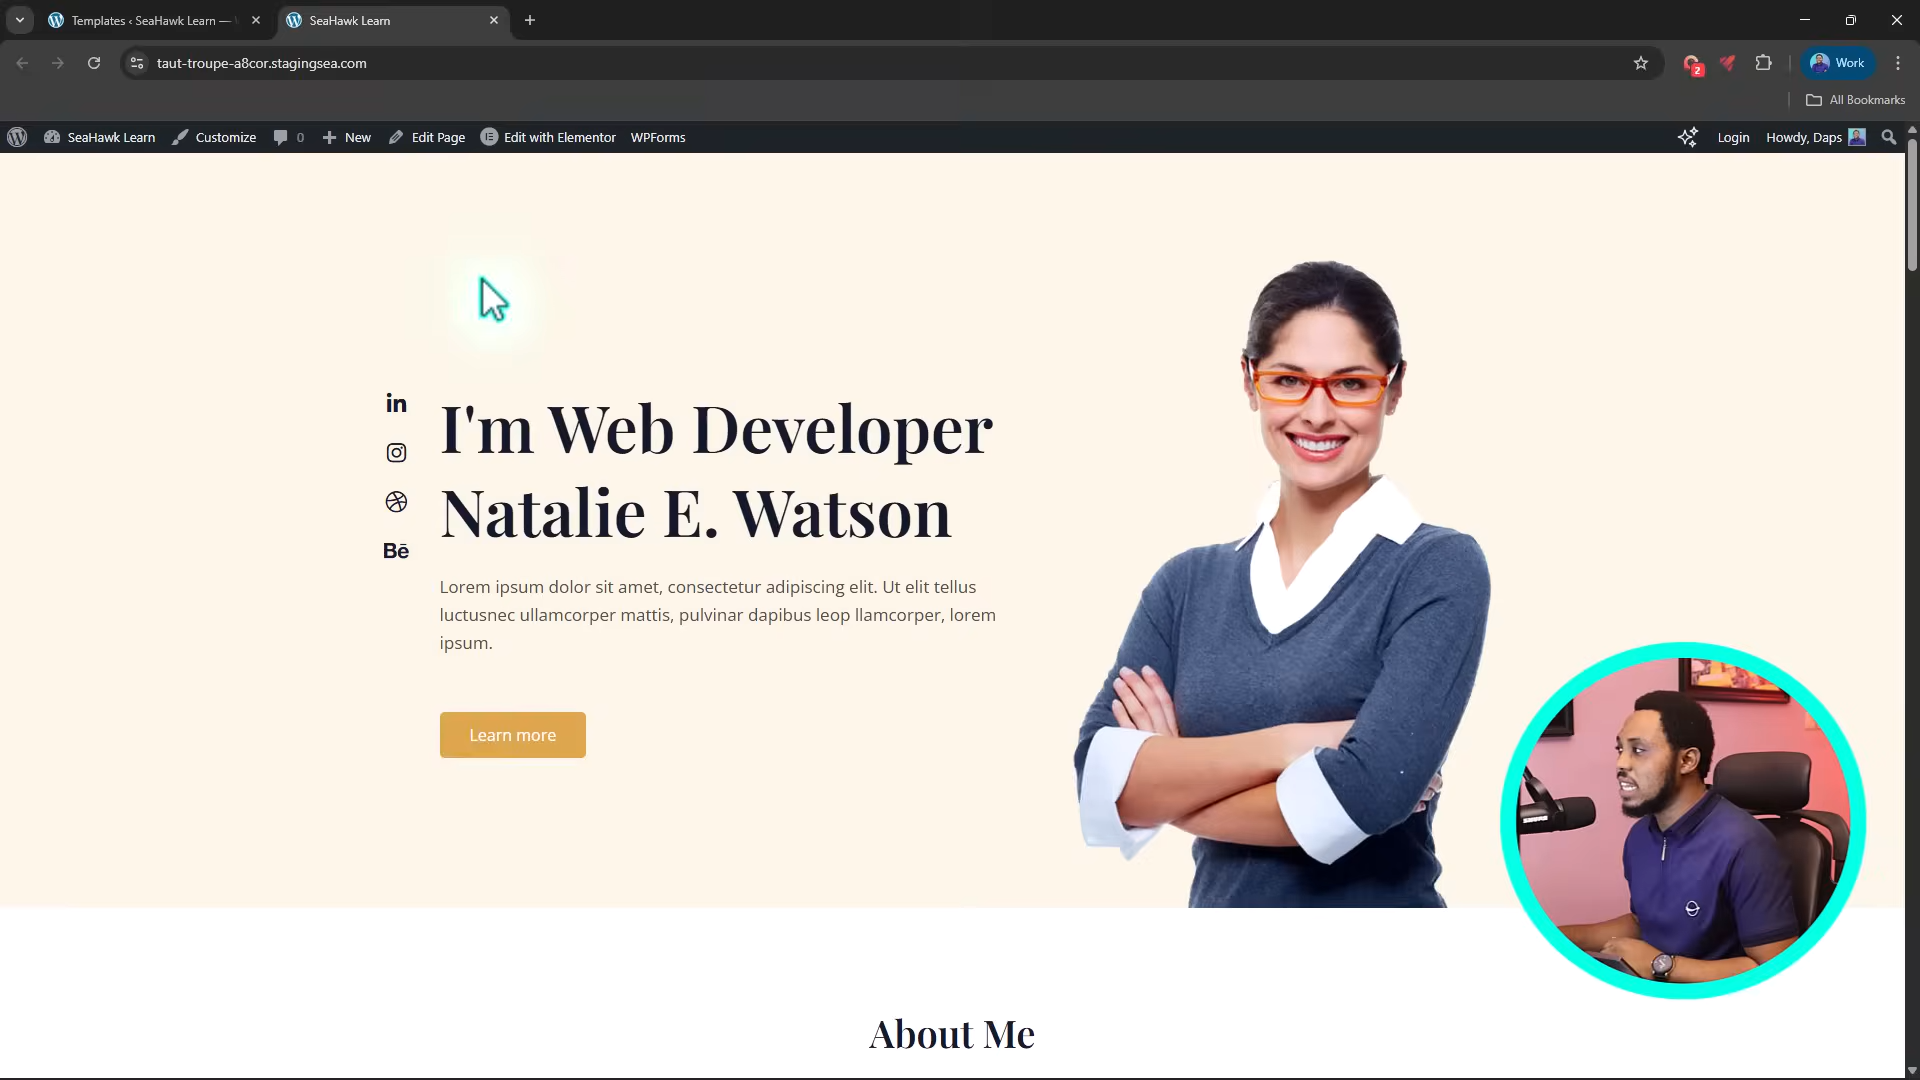 Templates ‹ SeaHawk Learn —
SeaHawk Learn
taut-troupe-a8cor.stagingsea.com
2
Work
All Bookmarks
SeaHawk Learn
Customize
0
New
Edit Page
Edit with Elementor
WPForms
Login
Howdy, Daps
in
Bē
I'm Web Developer
Natalie E. Watson
Lorem ipsum dolor sit amet, consectetur adipiscing elit. Ut elit tellus
luctusnec ullamcorper mattis, pulvinar dapibus leop llamcorper, lorem
ipsum.
Learn more
SHURE
About Me